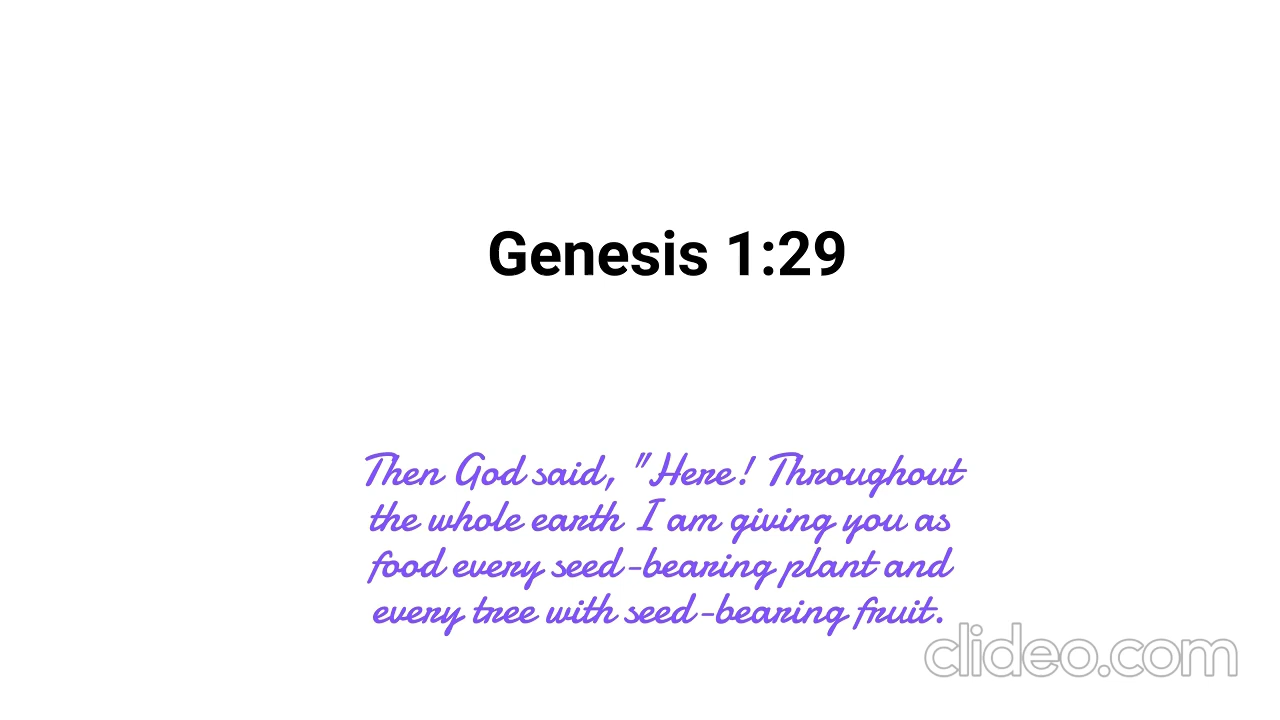 Genesis 1:29
Then God said, "Here! Throughout
the whole earth I am giving you as
food every seed-bearing plant and
every tree with seed-bearing fruit.
clideo.com